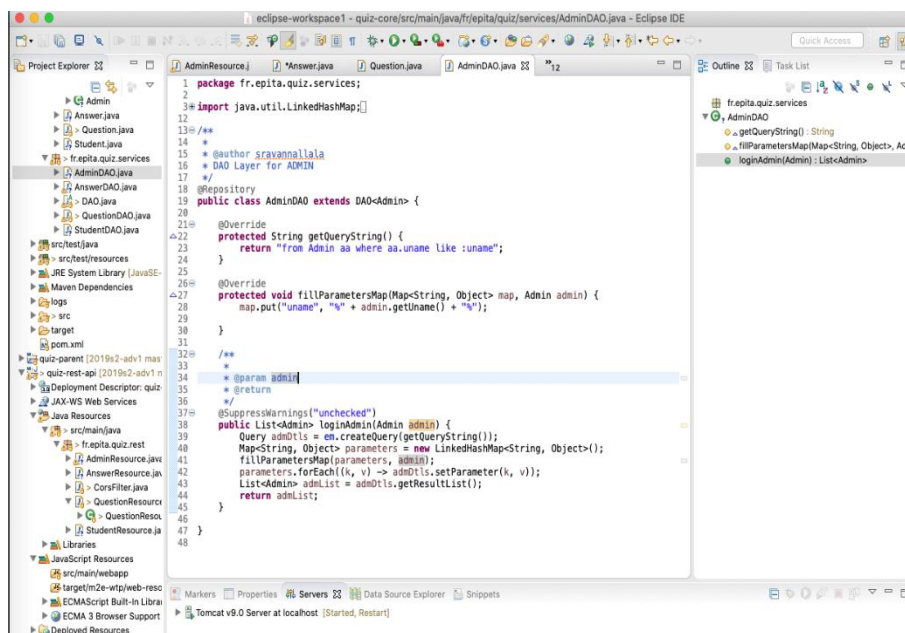 eclipse-workspace1 - quiz-core/src/main/java/fr/epita/quiz/services/AdminDAO.java - Eclipse IDE
Quick Access
Project Explorer
Admin
Answer.java
> Question.java
Student.java
> fr.epita.quiz.services
AdminDAO.java
AnswerDAO.java
> DAO.java
> QuestionDAO.java
StudentDAO.java
src/test/java
> src/test/resources
JRE System Library [JavaSE-
Maven Dependencies
logs
> src
target
pom.xml
quiz-parent [2019s2-adv1 mas
> quiz-rest-api [2019s2-adv1 n
Deployment Descriptor: quiz-
JAX-WS Web Services
Java Resources
> src/main/java
> fr.epita.quiz.rest
> AdminResource.java
> AnswerResource.jav
> CorsFilter.java
> QuestionResource
> QuestionResou
> StudentResource.ja
Libraries
JavaScript Resources
src/main/webapp
target/m2e-wtp/web-resc
ECMAScript Built-In Librar
ECMA 3 Browser Support
Deployed Resources
AdminResource.j
*Answer.java
Question.java
AdminDAO.java
»12
1 package fr.epita.quiz.services;
2
3 import java.util.LinkedHashMap;
12
13 /**
14 *
15 * @author sravannallala
16 * DAO Layer for ADMIN
17 */
18 @Repository
19 public class AdminDAO extends DAO<Admin> {
20
21 @Override
22 protected String getQueryString() {
23 return "from Admin aa where aa.uname like :uname";
24 }
25
26 @Override
27 protected void fillParametersMap(Map<String, Object> map, Admin admin) {
28 map.put("uname", "%" + admin.getUname() + "%");
29
30 }
31
32 /**
33 *
34 * @param admin
35 * @return
36 */
37 @SuppressWarnings("unchecked")
38 public List<Admin> loginAdmin(Admin admin) {
39 Query admDtls = em.createQuery(getQueryString());
40 Map<String, Object> parameters = new LinkedHashMap<String, Object>();
41 fillParametersMap(parameters, admin);
42 parameters.forEach((k, v) -> admDtls.setParameter(k, v));
43 List<Admin> admList = admDtls.getResultList();
44 return admList;
45 }
46
47 }
48
Outline
Task List
fr.epita.quiz.services
AdminDAO
getQueryString() : String
fillParametersMap(Map<String, Object>, Ad
loginAdmin(Admin) : List<Admin>
Markers
Properties
Servers
Data Source Explorer
Snippets
Tomcat v9.0 Server at localhost [Started, Restart]